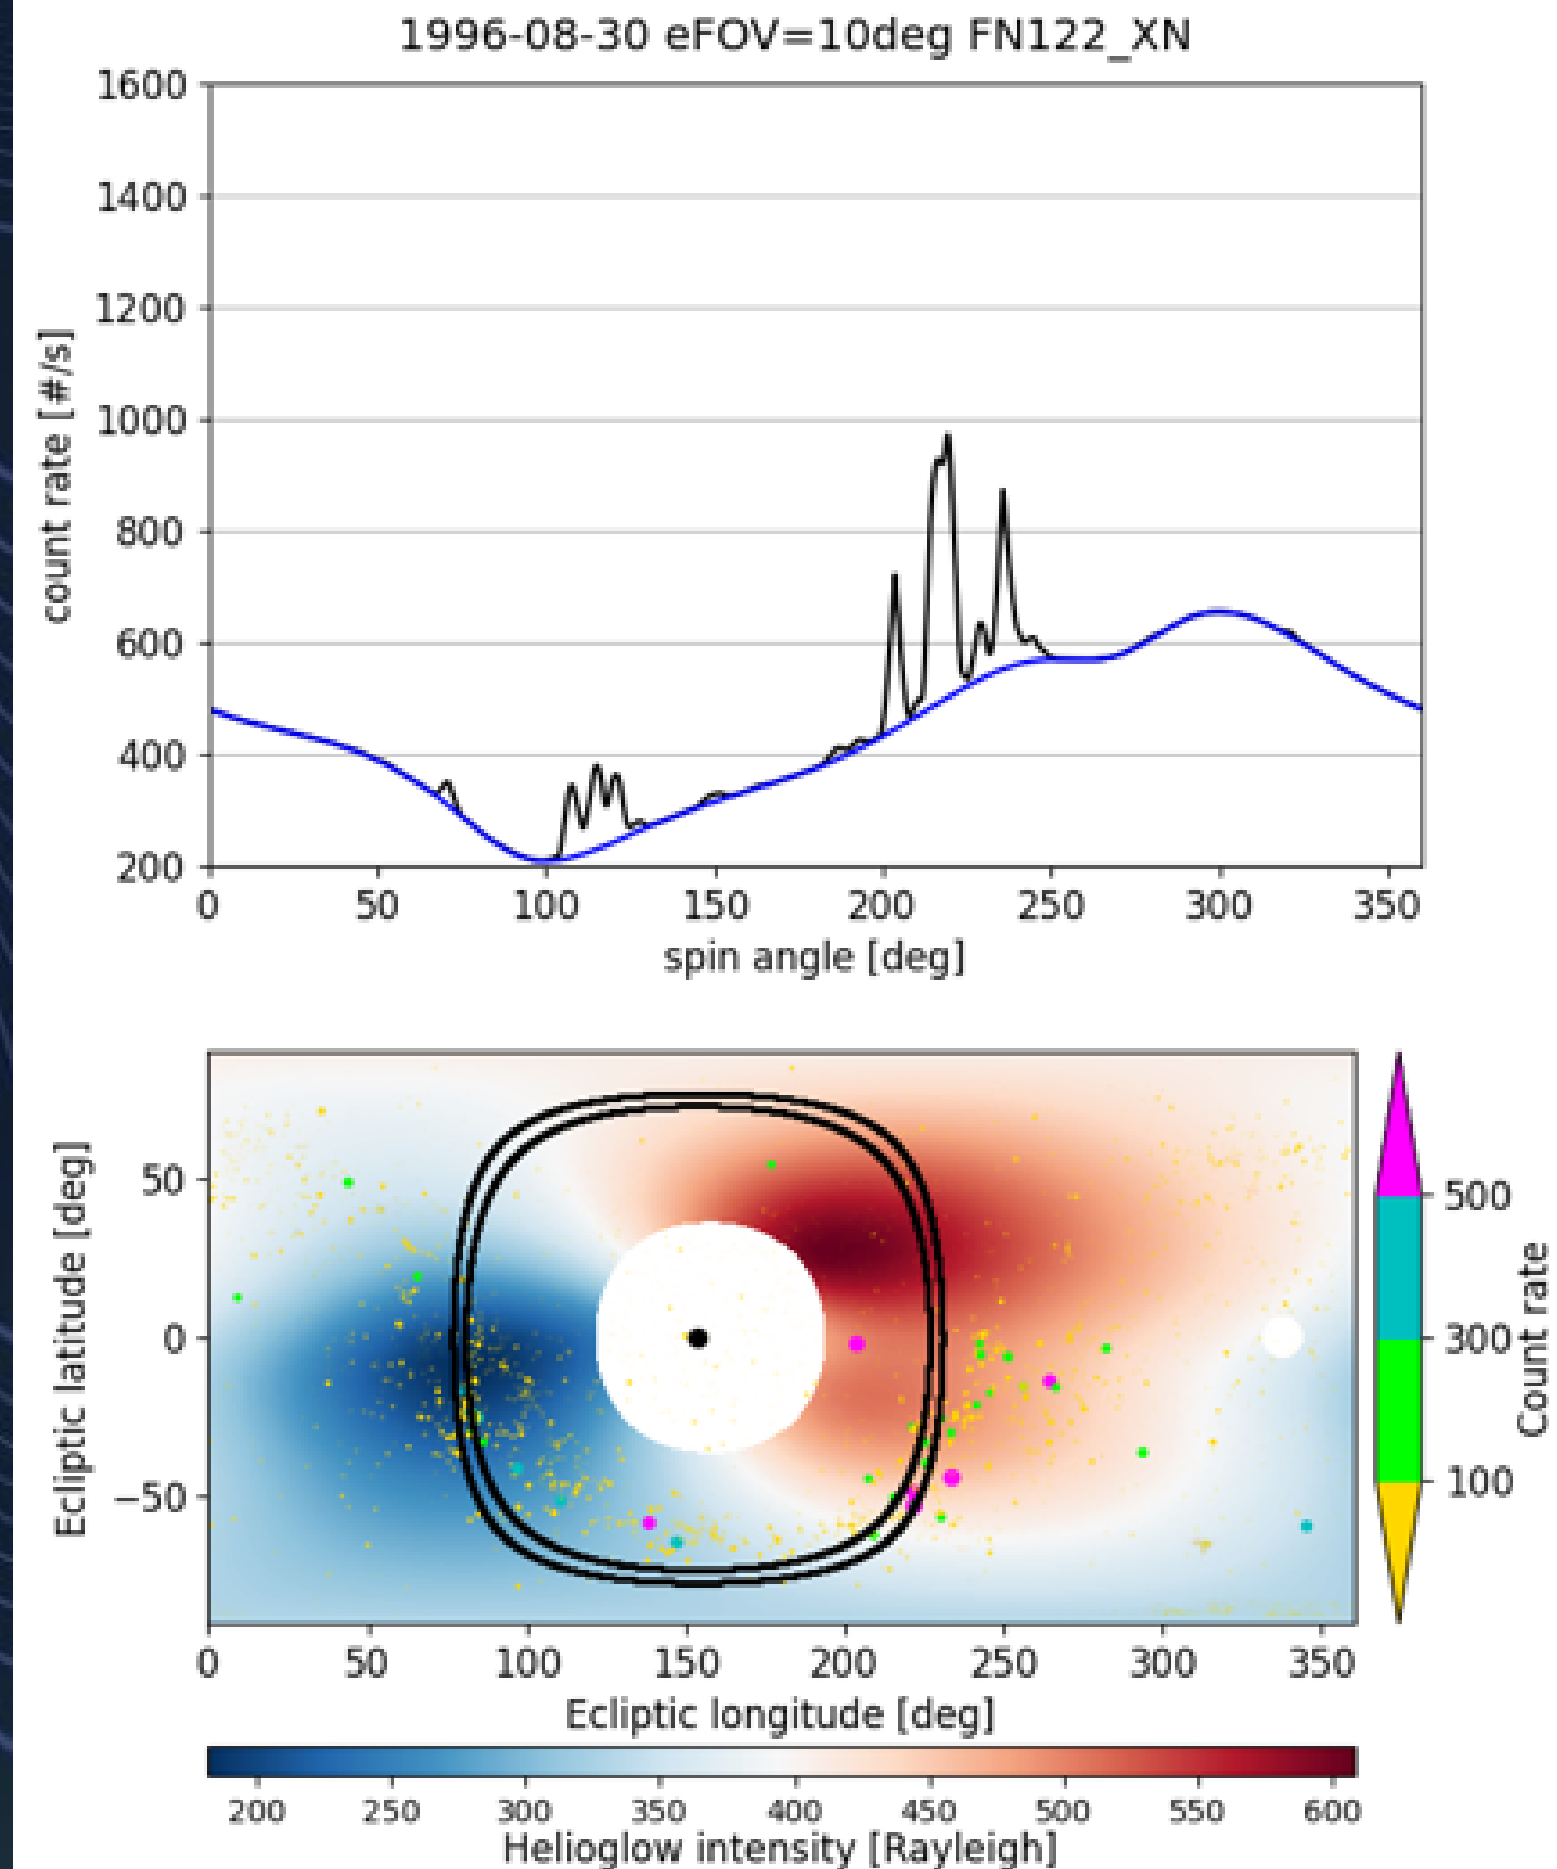 1996-08-30 eFOV=10deg FN122_XN
1600
1400
1200
1000
800
600
400
200
count rate [#/s]
0 50 100 150 200 250 300 350
spin angle [deg]
50
0
−50
Ecliptic latitude [deg]
500
300
100
Count rate
0 50 100 150 200 250 300 350
Ecliptic longitude [deg]
200 250 300 350 400 450 500 550 600
Helioglow intensity [Rayleigh]